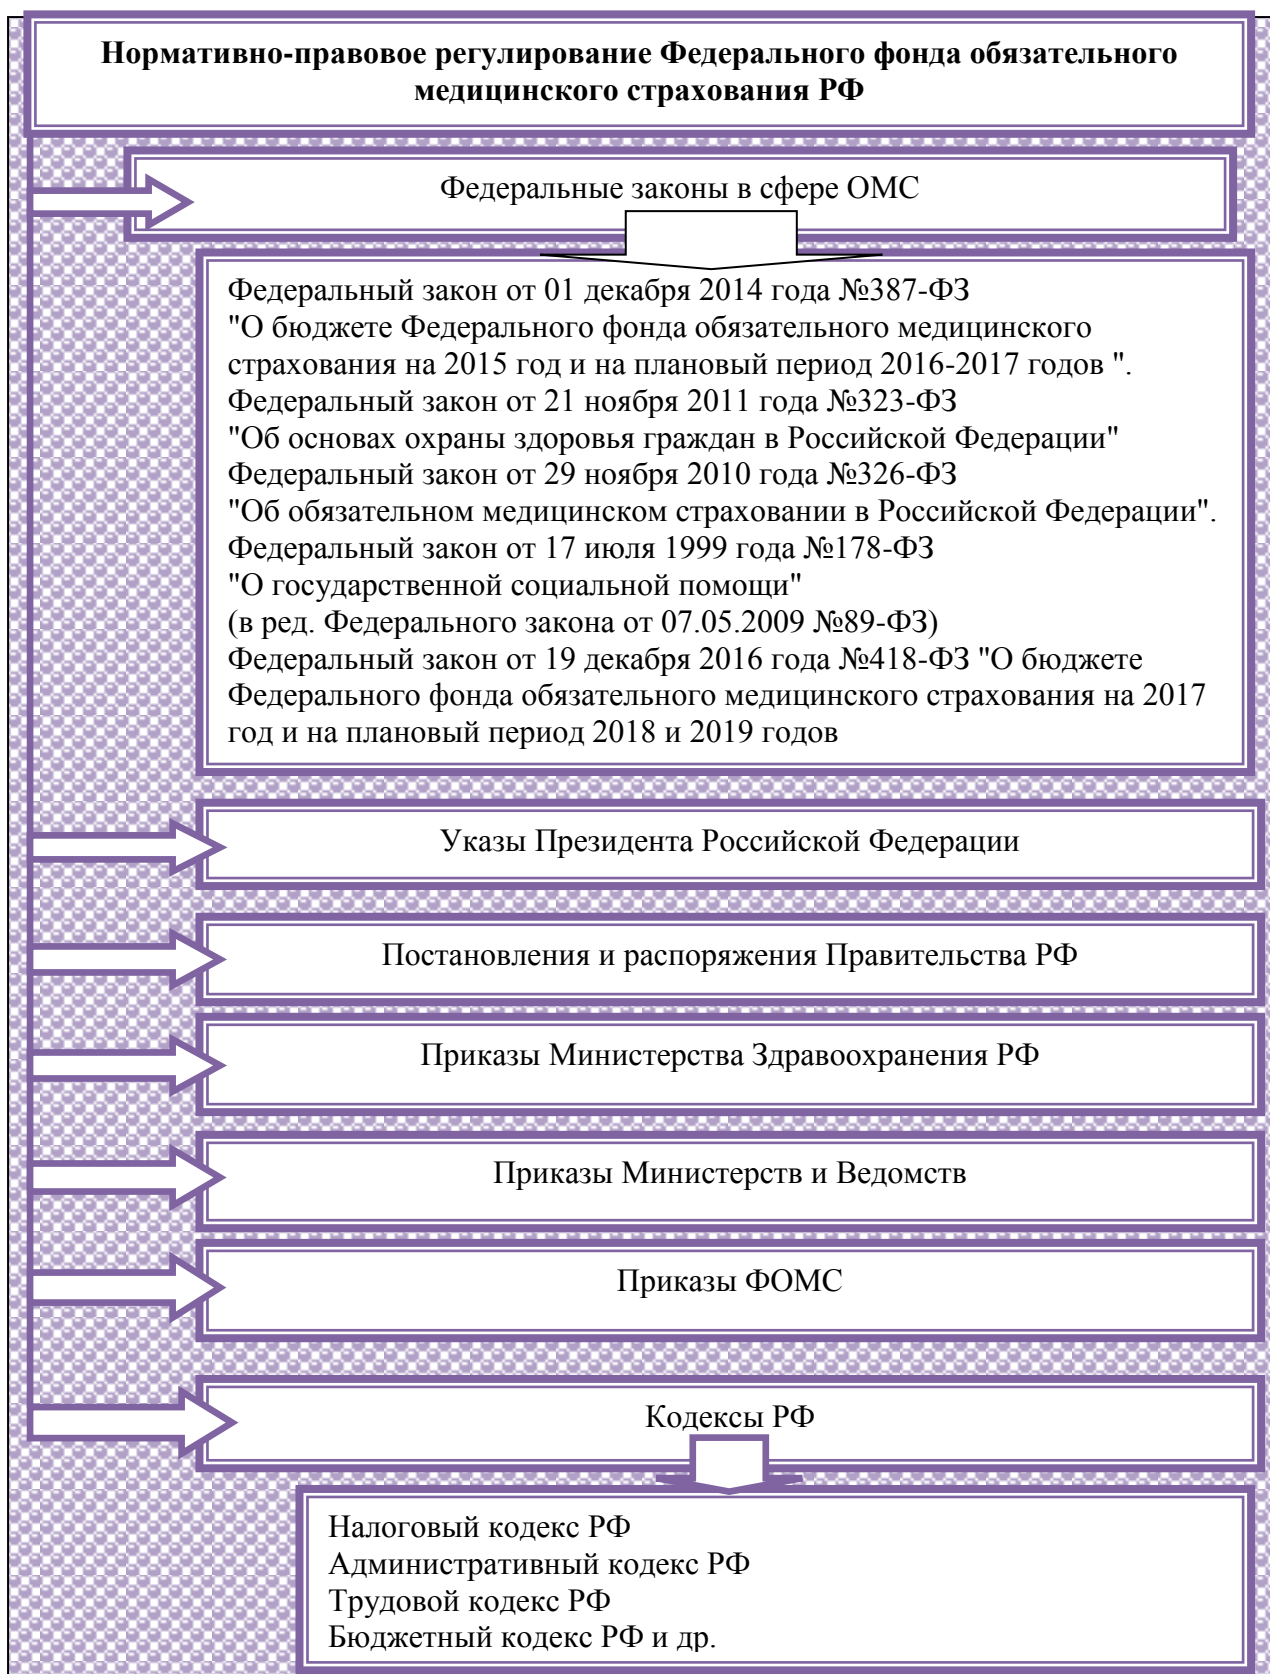 Нормативно-правовое регулирование Федерального фонда обязательного
медицинского страхования РФ
Федеральные законы в сфере ОМС
Федеральный закон от 01 декабря 2014 года №387-ФЗ
"О бюджете Федерального фонда обязательного медицинского
страхования на 2015 год и на плановый период 2016-2017 годов ".
Федеральный закон от 21 ноября 2011 года №323-ФЗ
"Об основах охраны здоровья граждан в Российской Федерации"
Федеральный закон от 29 ноября 2010 года №326-ФЗ
"Об обязательном медицинском страховании в Российской Федерации".
Федеральный закон от 17 июля 1999 года №178-ФЗ
"О государственной социальной помощи"
(в ред. Федерального закона от 07.05.2009 №89-ФЗ)
Федеральный закон от 19 декабря 2016 года №418-ФЗ "О бюджете
Федерального фонда обязательного медицинского страхования на 2017
год и на плановый период 2018 и 2019 годов
Указы Президента Российской Федерации
Постановления и распоряжения Правительства РФ
Приказы Министерства Здравоохранения РФ
Приказы Министерств и Ведомств
Приказы ФОМС
Кодексы РФ
Налоговый кодекс РФ
Административный кодекс РФ
Трудовой кодекс РФ
Бюджетный кодекс РФ и др.